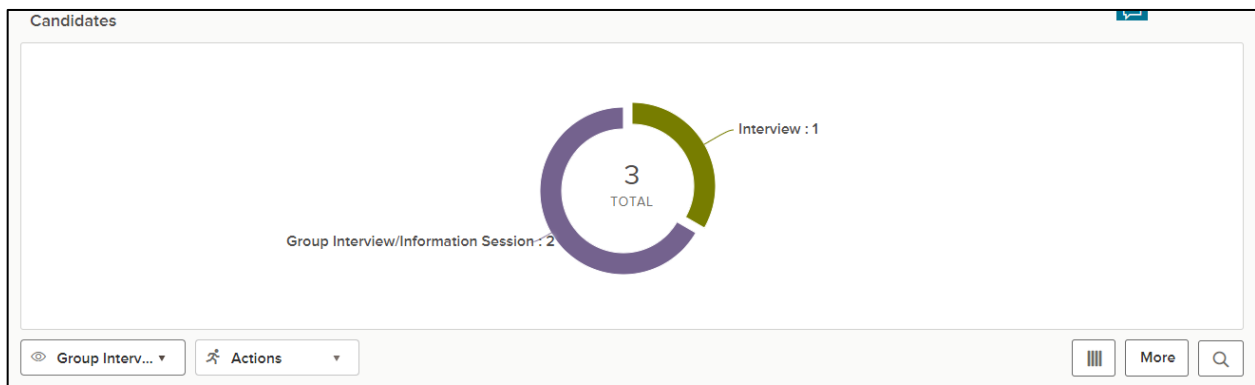 Candidates
Interview : 1
3
TOTAL
Group Interview/Information Session : 2
Group Interv...
Actions
More